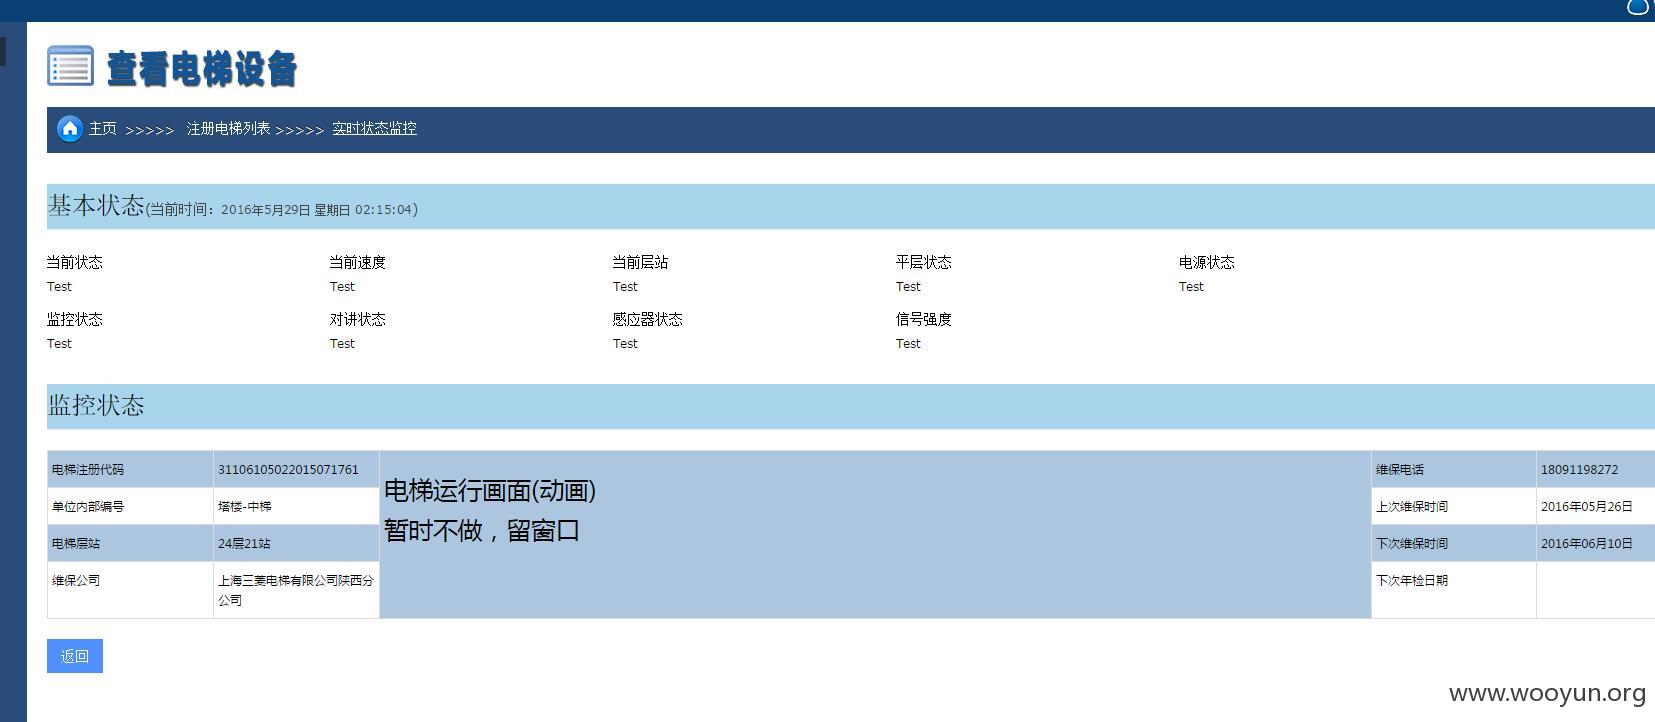 查看电梯设备
主页 >>>>> 注册电梯列表 >>>>> 实时状态监控
基本状态(当前时间：2016年5月29日 星期日 02:15:04)
当前状态 当前速度 当前层站 平层状态 电源状态
Test Test Test Test Test
监控状态 对讲状态 感应器状态 信号强度
Test Test Test Test
监控状态
电梯注册代码 31106105022015071761 维保电话 18091198272
电梯运行画面(动画)
单位内部编号 塔楼-中梯 上次维保时间 2016年05月26日
暂时不做，留窗口
电梯层站 24层21站 下次维保时间 2016年06月10日
维保公司 上海三菱电梯有限公司陕西分
公司
下次年检日期
返回
www.wooyun.org